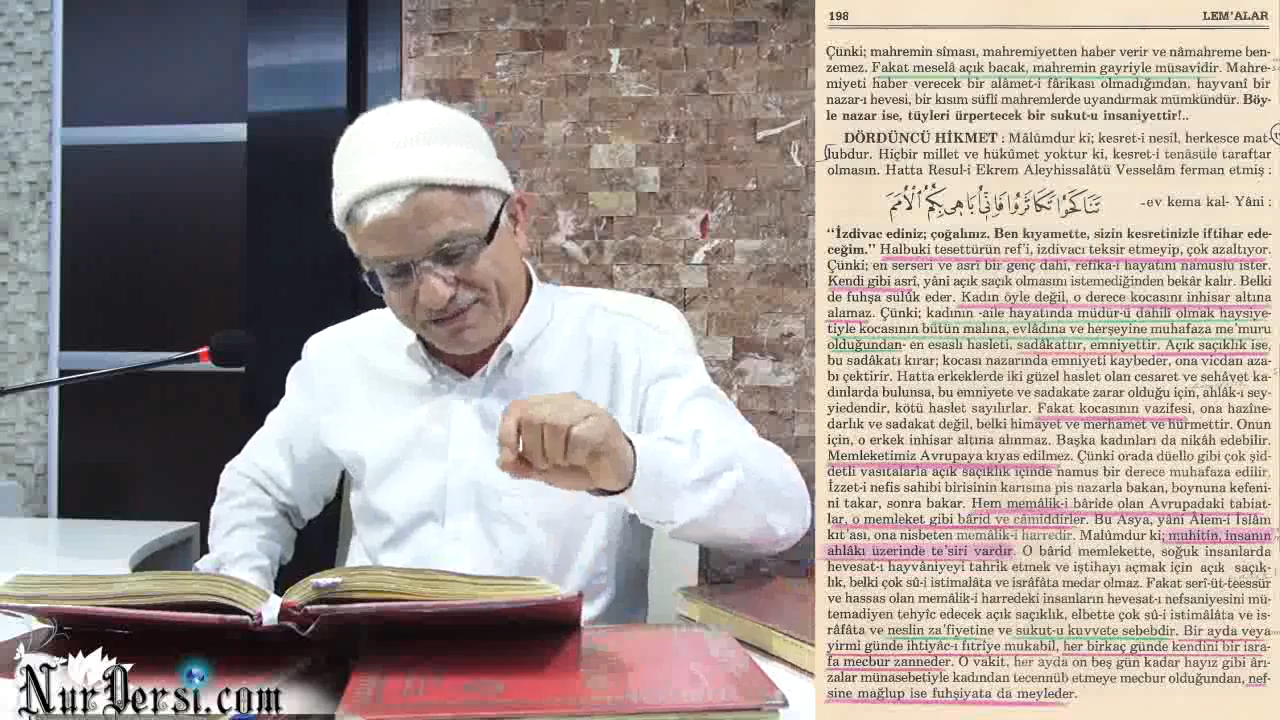 198 LEM'ALAR
Çünki; mahremin sîması, mahremiyetten haber verir ve nâmahreme ben-
zemez. Fakat meselâ açık bacak, mahremin gayriyle müsavidir. Mahre-
miyeti haber verecek bir alâmet-i fârikası olmadığından, hayvanî bir
nazar-ı hevesi, bir kısım süflî mahremlerde uyandırmak mümkündür. Böy-
le nazar ise, tüyleri ürpertecek bir sukut-u insaniyettir!..
DÖRDÜNCÜ HİKMET : Mâlûmdur ki; kesret-i nesil, herkesce mat-
lubdur. Hiçbir millet ve hükûmet yoktur ki, kesret-i tenâsüle taraftar
olmasın. Hatta Resul-i Ekrem Aleyhissalâtü Vesselâm ferman etmiş :
تَنَاكَحُوا تَكَاثَرُوا فَاِنِّى اُبَاهِى بِكُمُ الْاُمَمَ -ev kema kal- Yâni :
"İzdivac ediniz; çoğalınız. Ben kıyamette, sizin kesretinizle iftihar ede-
ceğim." Halbuki tesettürün ref'i, izdivacı teksir etmeyip, çok azaltıyor.
Çünki; en serseri ve asrî bir genç dahi, refika-i hayatını namuslu ister.
Kendi gibi asrî, yâni açık saçık olmasını istemediğinden bekâr kalır. Belki
de fuhşa sülûk eder. Kadın öyle değil, o derece kocasını inhisar altına
alamaz. Çünki; kadının -aile hayatında müdür-ü dahilî olmak haysiye-
tiyle kocasının bütün malına, evlâdına ve herşeyine muhafaza me'muru
olduğundan- en esaslı hasleti, sadâkattır, emniyettir. Açık saçıklık ise,
bu sadâkatı kırar; kocası nazarında emniyeti kaybeder, ona vicdan aza-
bı çektirir. Hatta erkeklerde iki güzel haslet olan cesaret ve sehâvet ka-
dınlarda bulunsa, bu emniyete ve sadakate zarar olduğu için, ahlâk-ı sey-
yiedendir, kötü haslet sayılırlar. Fakat kocasının vazifesi, ona hazîne-
darlık ve sadakat değil, belki himayet ve merhamet ve hürmettir. Onun
için, o erkek inhisar altına alınmaz. Başka kadınları da nikâh edebilir.
Memleketimiz Avrupaya kıyas edilmez. Çünki orada düello gibi çok şid-
detli vasıtalarla açık saçıklık içinde namus bir derece muhafaza edilir.
İzzet-i nefis sahibi birisinin karısına pis nazarla bakan, boynuna kefeni-
ni takar, sonra bakar. Hem memâlik-i bâride olan Avrupadaki tabiat-
lar, o memleket gibi bârid ve câmiddirler. Bu Asya, yâni Âlem-i İslâm
kıt'ası, ona nisbeten memâlik-i harredir. Malûmdur ki; muhîtin, insanın
ahlâkı üzerinde te'siri vardır. O bârid memlekette, soğuk insanlarda
hevesat-ı hayvâniyeyi tahrik etmek ve iştihayı açmak için açık saçık-
lık, belki çok sû-i istimalâta ve isrâfata medar olmaz. Fakat seri-üt-teessür
ve hassas olan memâlik-i harredeki insanların hevesat-ı nefsaniyesini mü-
temadiyen tehyic edecek açık saçıklık, elbette çok sû-i istimâlâta ve is-
râfâta ve neslin za'fiyetine ve sukut-u kuvvete sebebdir. Bir ayda veya
yirmi günde ihtiyâc-ı fıtrîye mukabil, her birkaç günde kendini bir isra-
fa mecbur zanneder. O vakit, her ayda on beş gün kadar hayız gibi ârı-
zalar münasebetiyle kadından tecennüb etmeye mecbur olduğundan, nef-
sine mağlup ise fuhşiyata da meyleder.
NurDersi.com